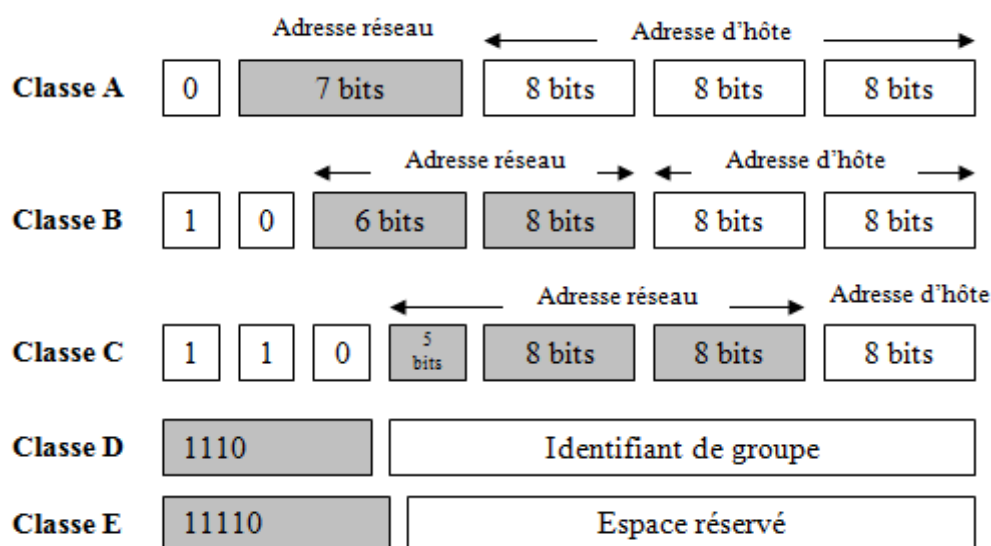 Adresse réseau Adresse d'hôte
Classe A 0 7 bits 8 bits 8 bits 8 bits
Adresse réseau Adresse d'hôte
Classe B 1 0 6 bits 8 bits 8 bits 8 bits
Adresse réseau Adresse d'hôte
Classe C 1 1 0 5 bits 8 bits 8 bits 8 bits
Classe D 1110 Identifiant de groupe
Classe E 11110 Espace réservé